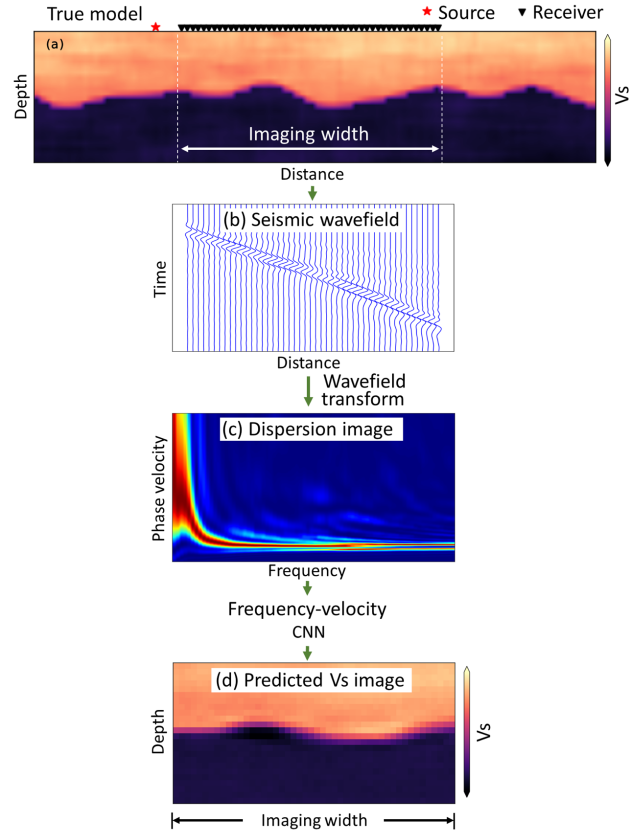 True model
Source
Receiver
(a)
Depth
Vs
Imaging width
Distance
(b) Seismic wavefield
Time
Distance
Wavefield
transform
(c) Dispersion image
Phase velocity
Frequency
Frequency-velocity
CNN
(d) Predicted Vs image
Depth
Vs
Imaging width